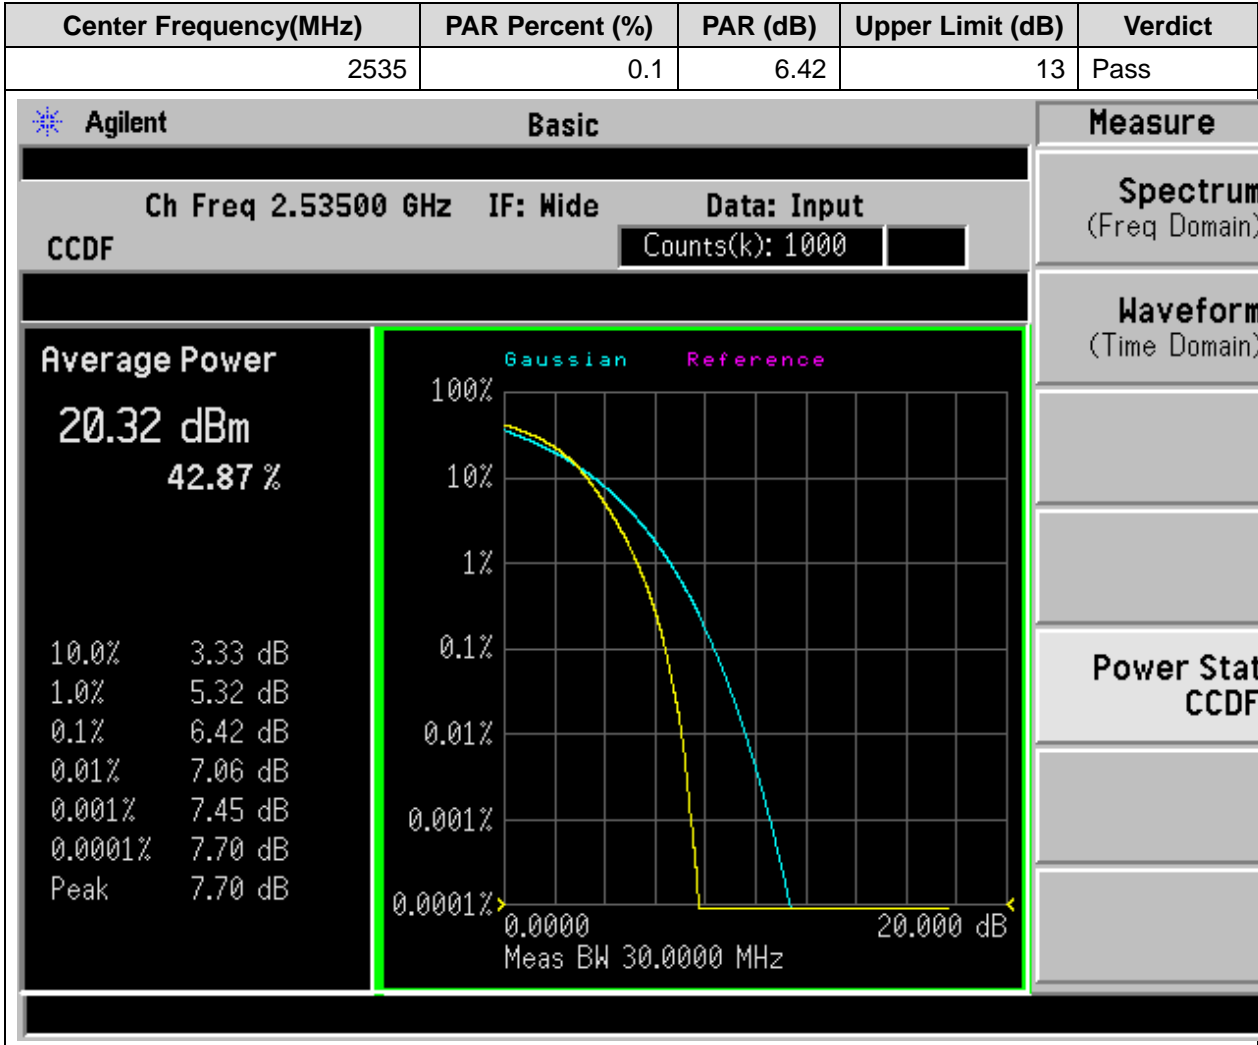 Center Frequency(MHz) PAR Percent (%) PAR (dB) Upper Limit (dB) Verdict
2535 0.1 6.42 13 Pass
Agilent Basic Measure
Ch Freq 2.53500 GHz IF: Wide Data: Input
CCDF Counts(k): 1000
Spectrum
(Freq Domain)
Waveform
(Time Domain)
Power Stat
CCDF
Average Power
20.32 dBm
42.87 %
10.0% 3.33 dB
1.0% 5.32 dB
0.1% 6.42 dB
0.01% 7.06 dB
0.001% 7.45 dB
0.0001% 7.70 dB
Peak 7.70 dB
Gaussian Reference
100%
10%
1%
0.1%
0.01%
0.001%
0.0001%
0.0000 20.000 dB
Meas BW 30.0000 MHz